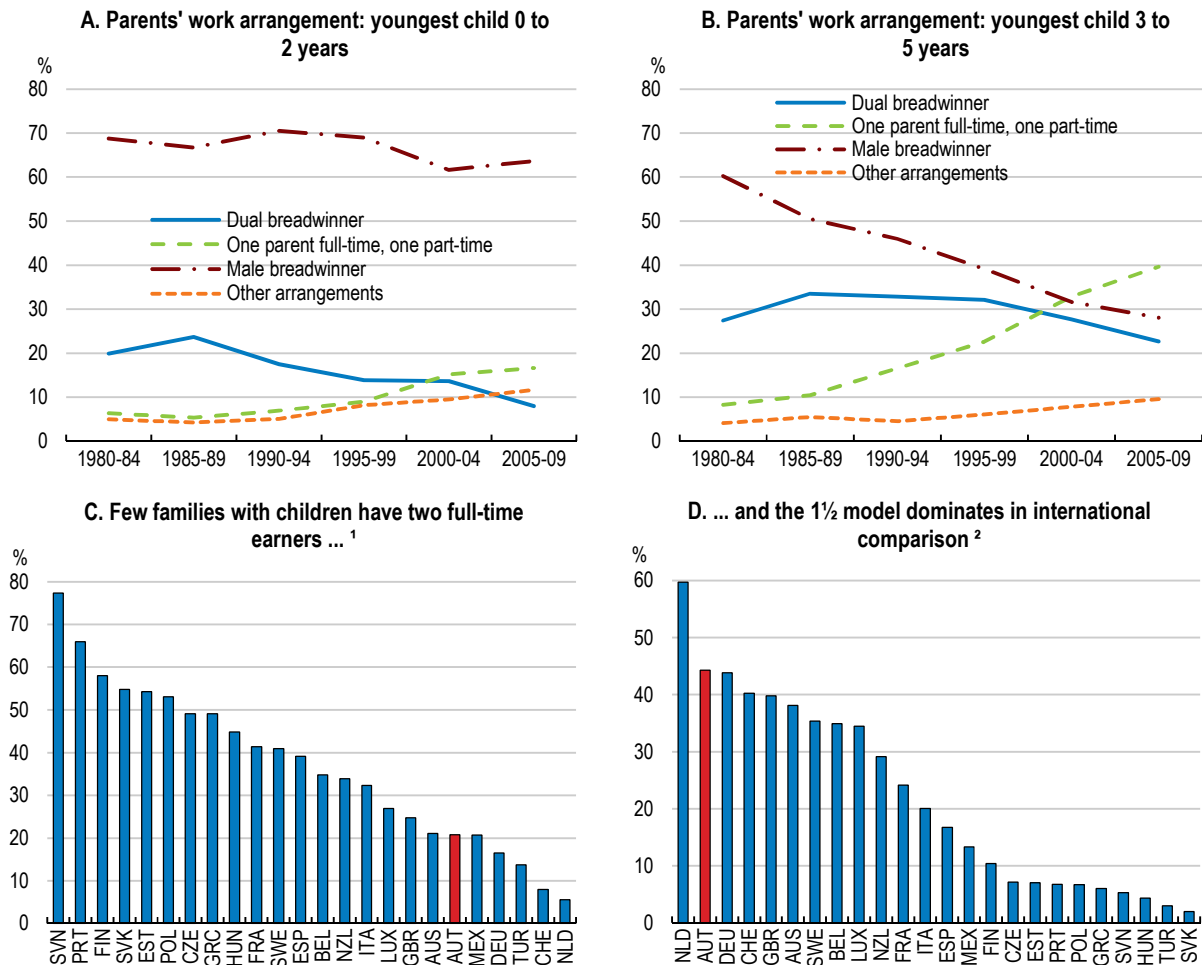 A. Parents' work arrangement: youngest child 0 to
2 years
%
80
70
60
50
40
30
20
10
0
Dual breadwinner
One parent full-time, one part-time
Male breadwinner
Other arrangements
1980-84 1985-89 1990-94 1995-99 2000-04 2005-09
B. Parents' work arrangement: youngest child 3 to
5 years
%
80
70
60
50
40
30
20
10
0
Dual breadwinner
One parent full-time, one part-time
Male breadwinner
Other arrangements
1980-84 1985-89 1990-94 1995-99 2000-04 2005-09
C. Few families with children have two full-time
earners ... ¹
%
80
70
60
50
40
30
20
10
0
SVN PRT FIN SVK EST POL CZE GRC HUN FRA SWE ESP BEL NZL ITA LUX GBR AUS AUT MEX DEU TUR CHE NLD
D. ... and the 1½ model dominates in international
comparison ²
%
60
50
40
30
20
10
0
NLD AUT DEU CHE GBR AUS SWE BEL LUX NZL FRA ITA ESP MEX FIN CZE EST PRT POL GRC SVN HUN TUR SVK